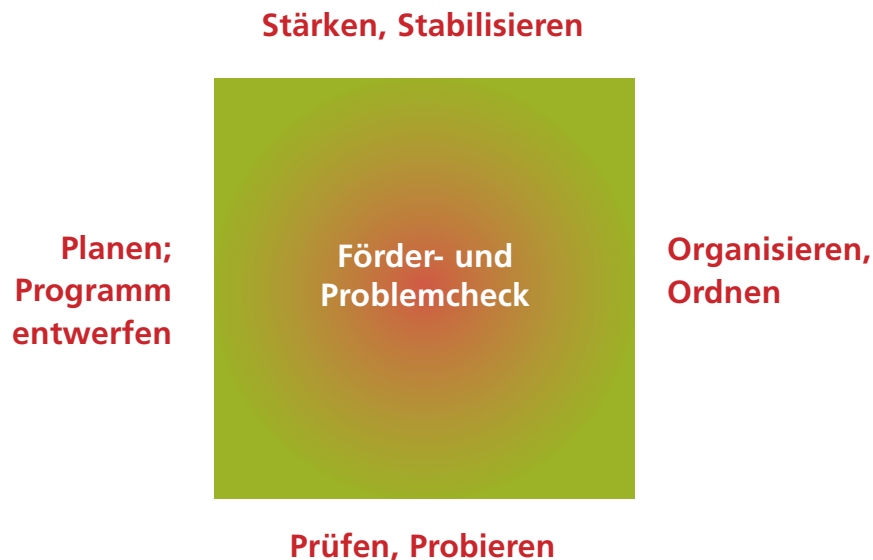 Stärken, Stabilisieren
Planen;
Programm
entwerfen
Förder- und
Problemcheck
Organisieren,
Ordnen
Prüfen, Probieren